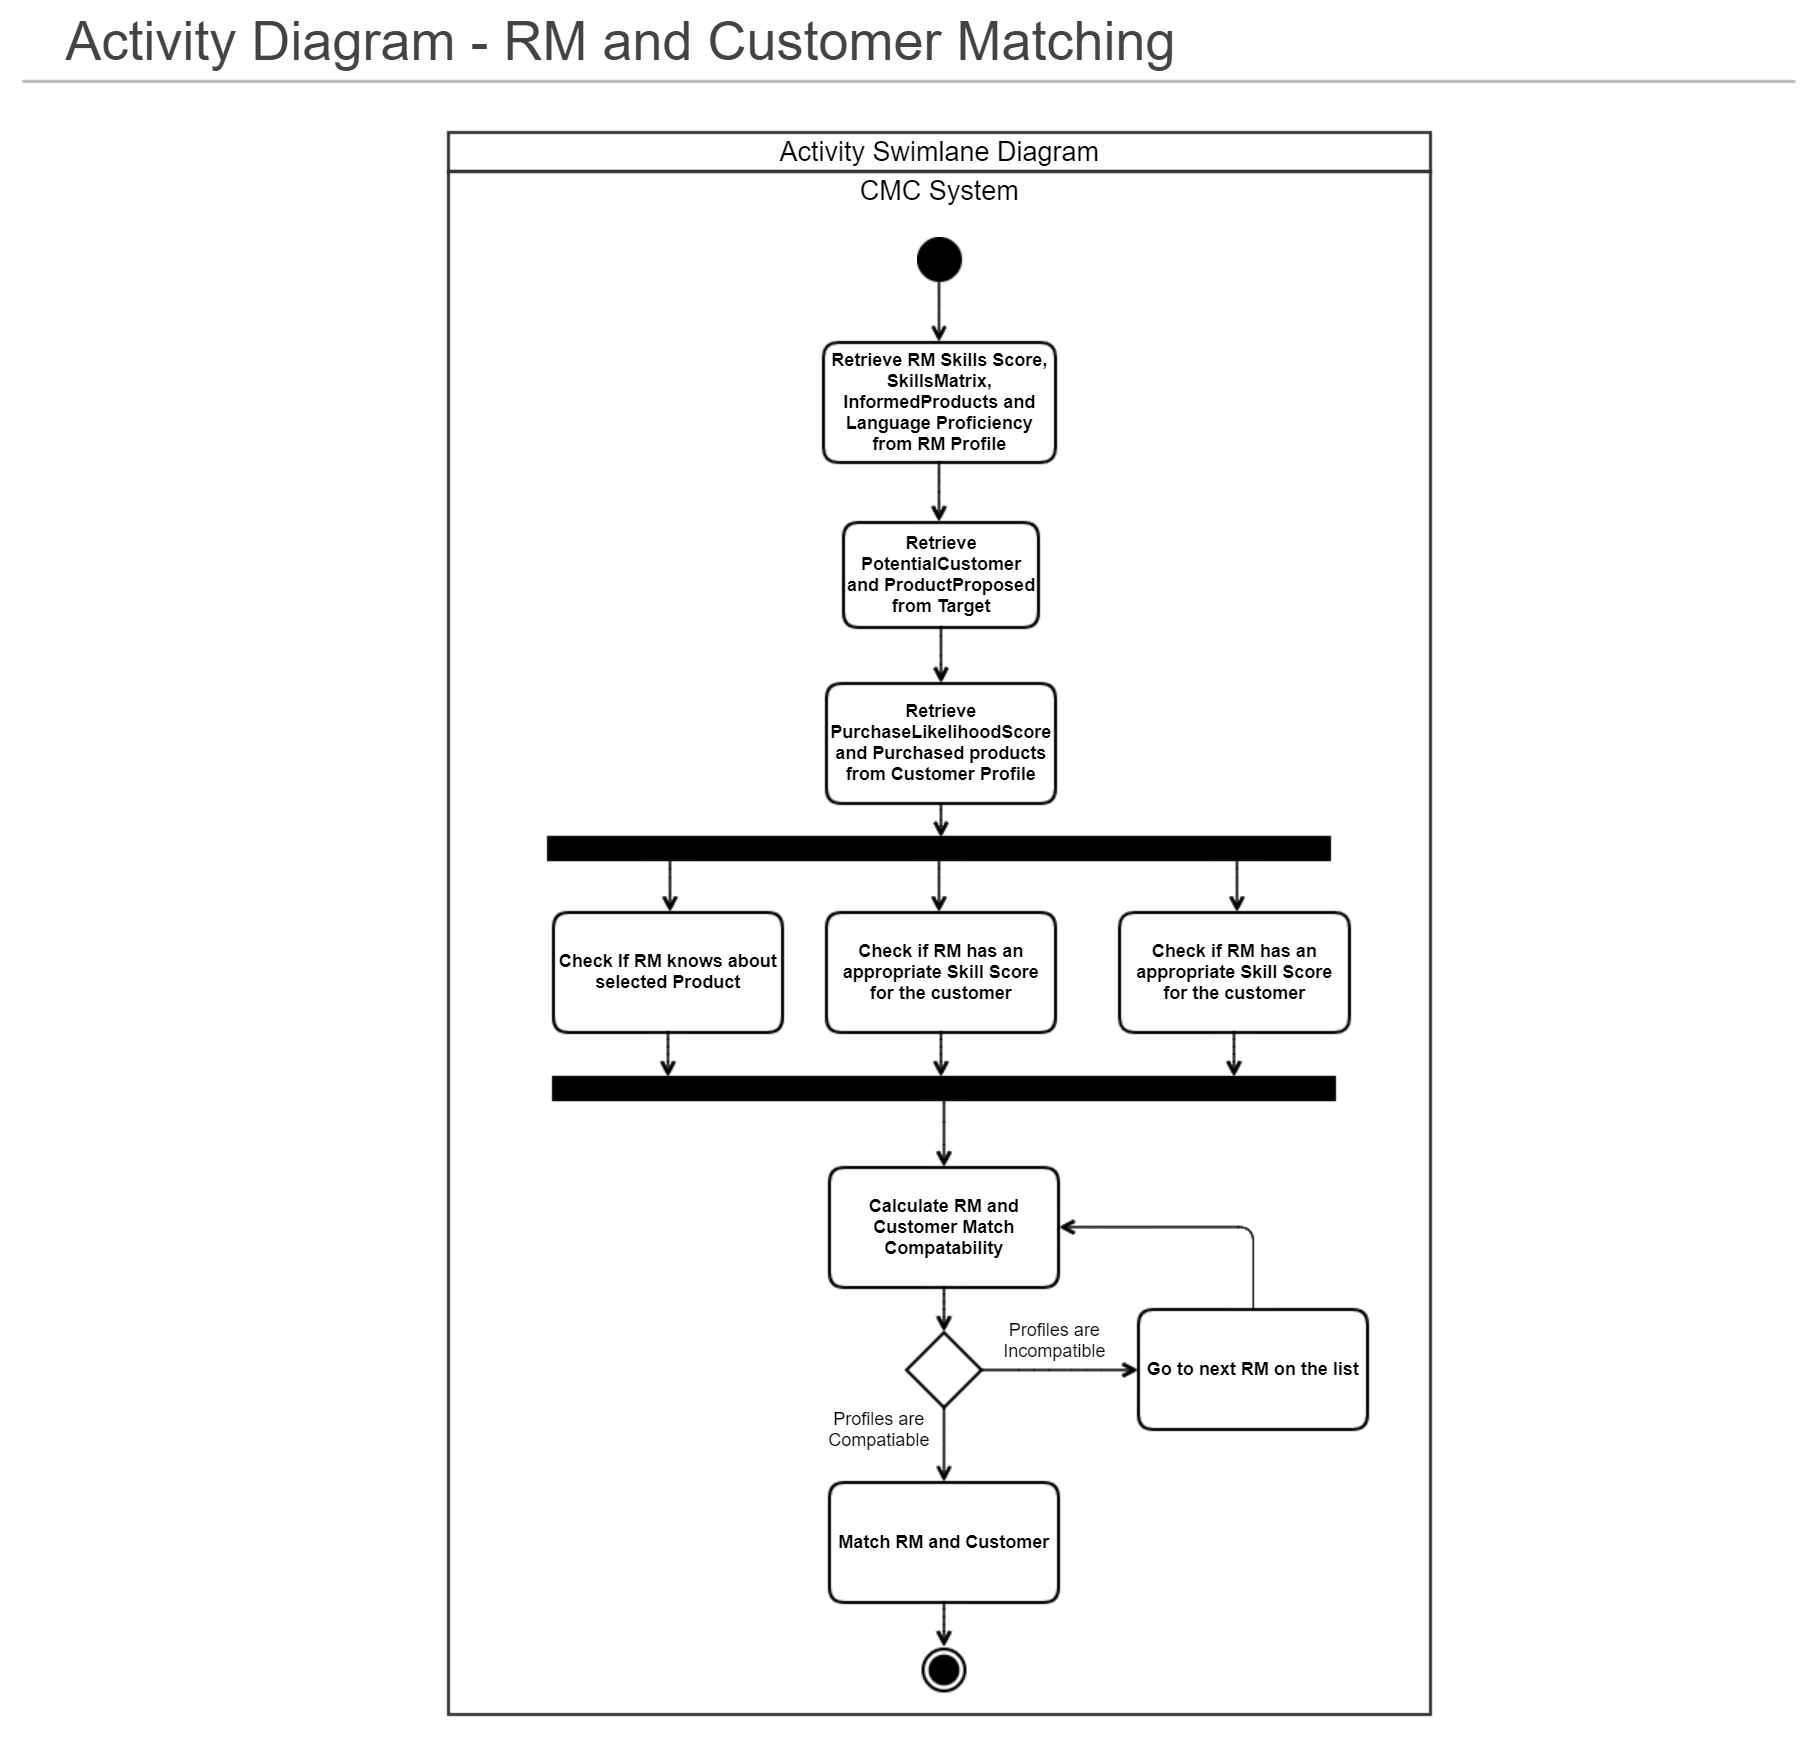 Activity Diagram - RM and Customer Matching
Activity Swimlane Diagram
CMC System
Retrieve RM Skills Score,
SkillsMatrix,
InformedProducts and
Language Proficiency
from RM Profile
Retrieve
PotentialCustomer
and ProductProposed
from Target
Retrieve
PurchaseLikelihoodScore
and Purchased products
from Customer Profile
Check If RM knows about
selected Product
Check if RM has an
appropriate Skill Score
for the customer
Check if RM has an
appropriate Skill Score
for the customer
Calculate RM and
Customer Match
Compatability
Profiles are
Incompatible
Go to next RM on the list
Profiles are
Compatiable
Match RM and Customer